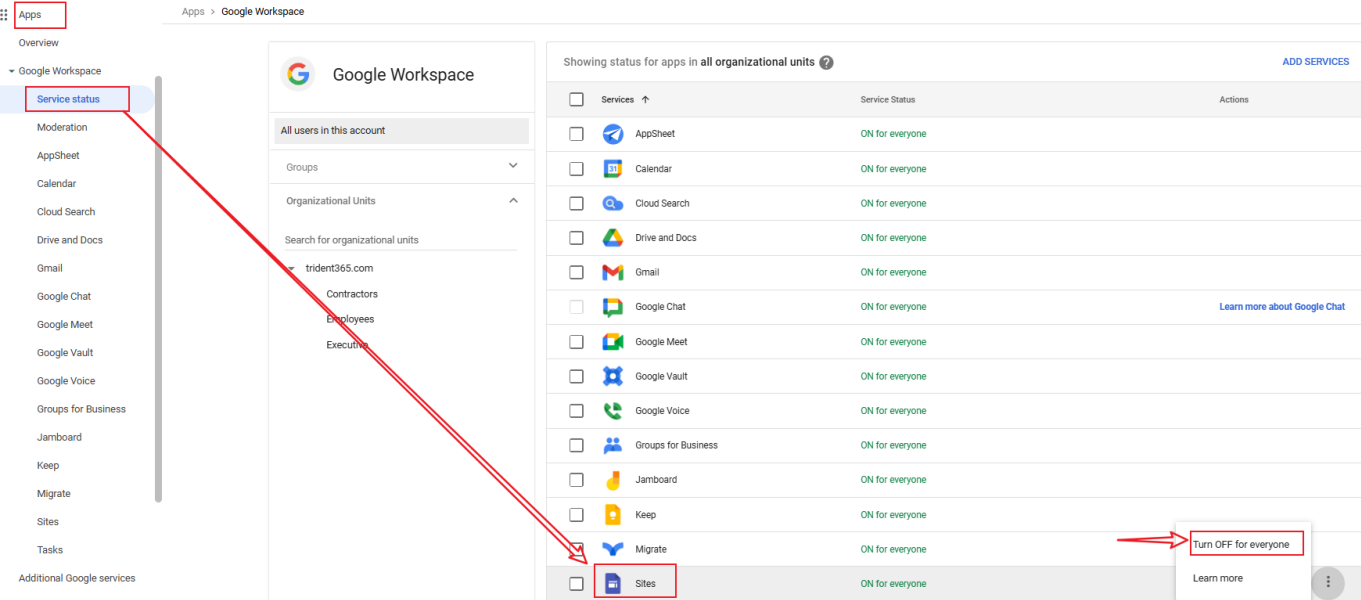 Apps
Overview
Google Workspace
Service status
Moderation
AppSheet
Calendar
Cloud Search
Drive and Docs
Gmail
Google Chat
Google Meet
Google Vault
Google Voice
Groups for Business
Jamboard
Keep
Migrate
Sites
Tasks
Additional Google services
Apps > Google Workspace
Google Workspace
All users in this account
Groups
Organizational Units
Search for organizational units
trident365.com
Contractors
Employees
Executive
Showing status for apps in all organizational units ?
ADD SERVICES
Services ↑ Service Status Actions
AppSheet ON for everyone
31 Calendar ON for everyone
Cloud Search ON for everyone
Drive and Docs ON for everyone
Gmail ON for everyone
Google Chat ON for everyone Learn more about Google Chat
Google Meet ON for everyone
Google Vault ON for everyone
Google Voice ON for everyone
Groups for Business ON for everyone
Jamboard ON for everyone
Keep ON for everyone
Migrate ON for everyone
Sites ON for everyone
Turn OFF for everyone
Learn more